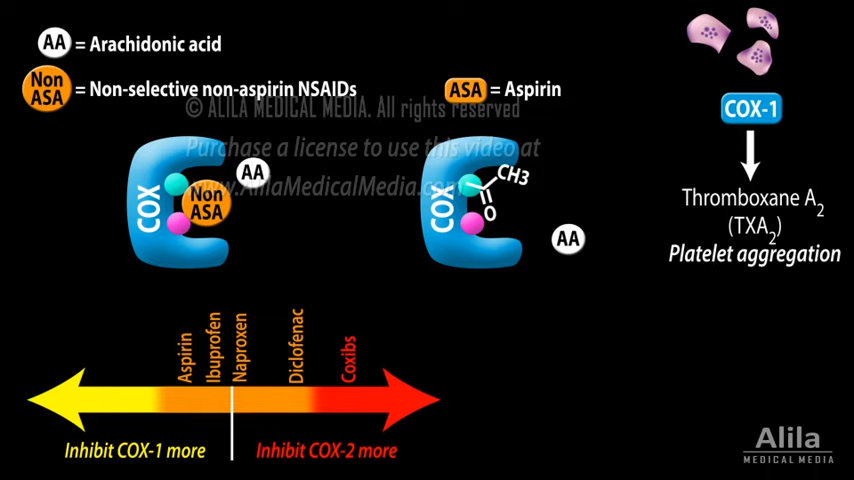 AA = Arachidonic acid
Non ASA = Non-selective non-aspirin NSAIDs
ASA = Aspirin
© ALILA MEDICAL MEDIA. All rights reserved
Purchase a license to use this video at
www.AlilaMedicalMedia.com
COX
Non
ASA
AA
COX
CH3
O
AA
COX-1
Thromboxane A2
(TXA2)
Platelet aggregation
Aspirin
Ibuprofen
Naproxen
Diclofenac
Coxibs
Inhibit COX-1 more
Inhibit COX-2 more
Alila
MEDICAL MEDIA